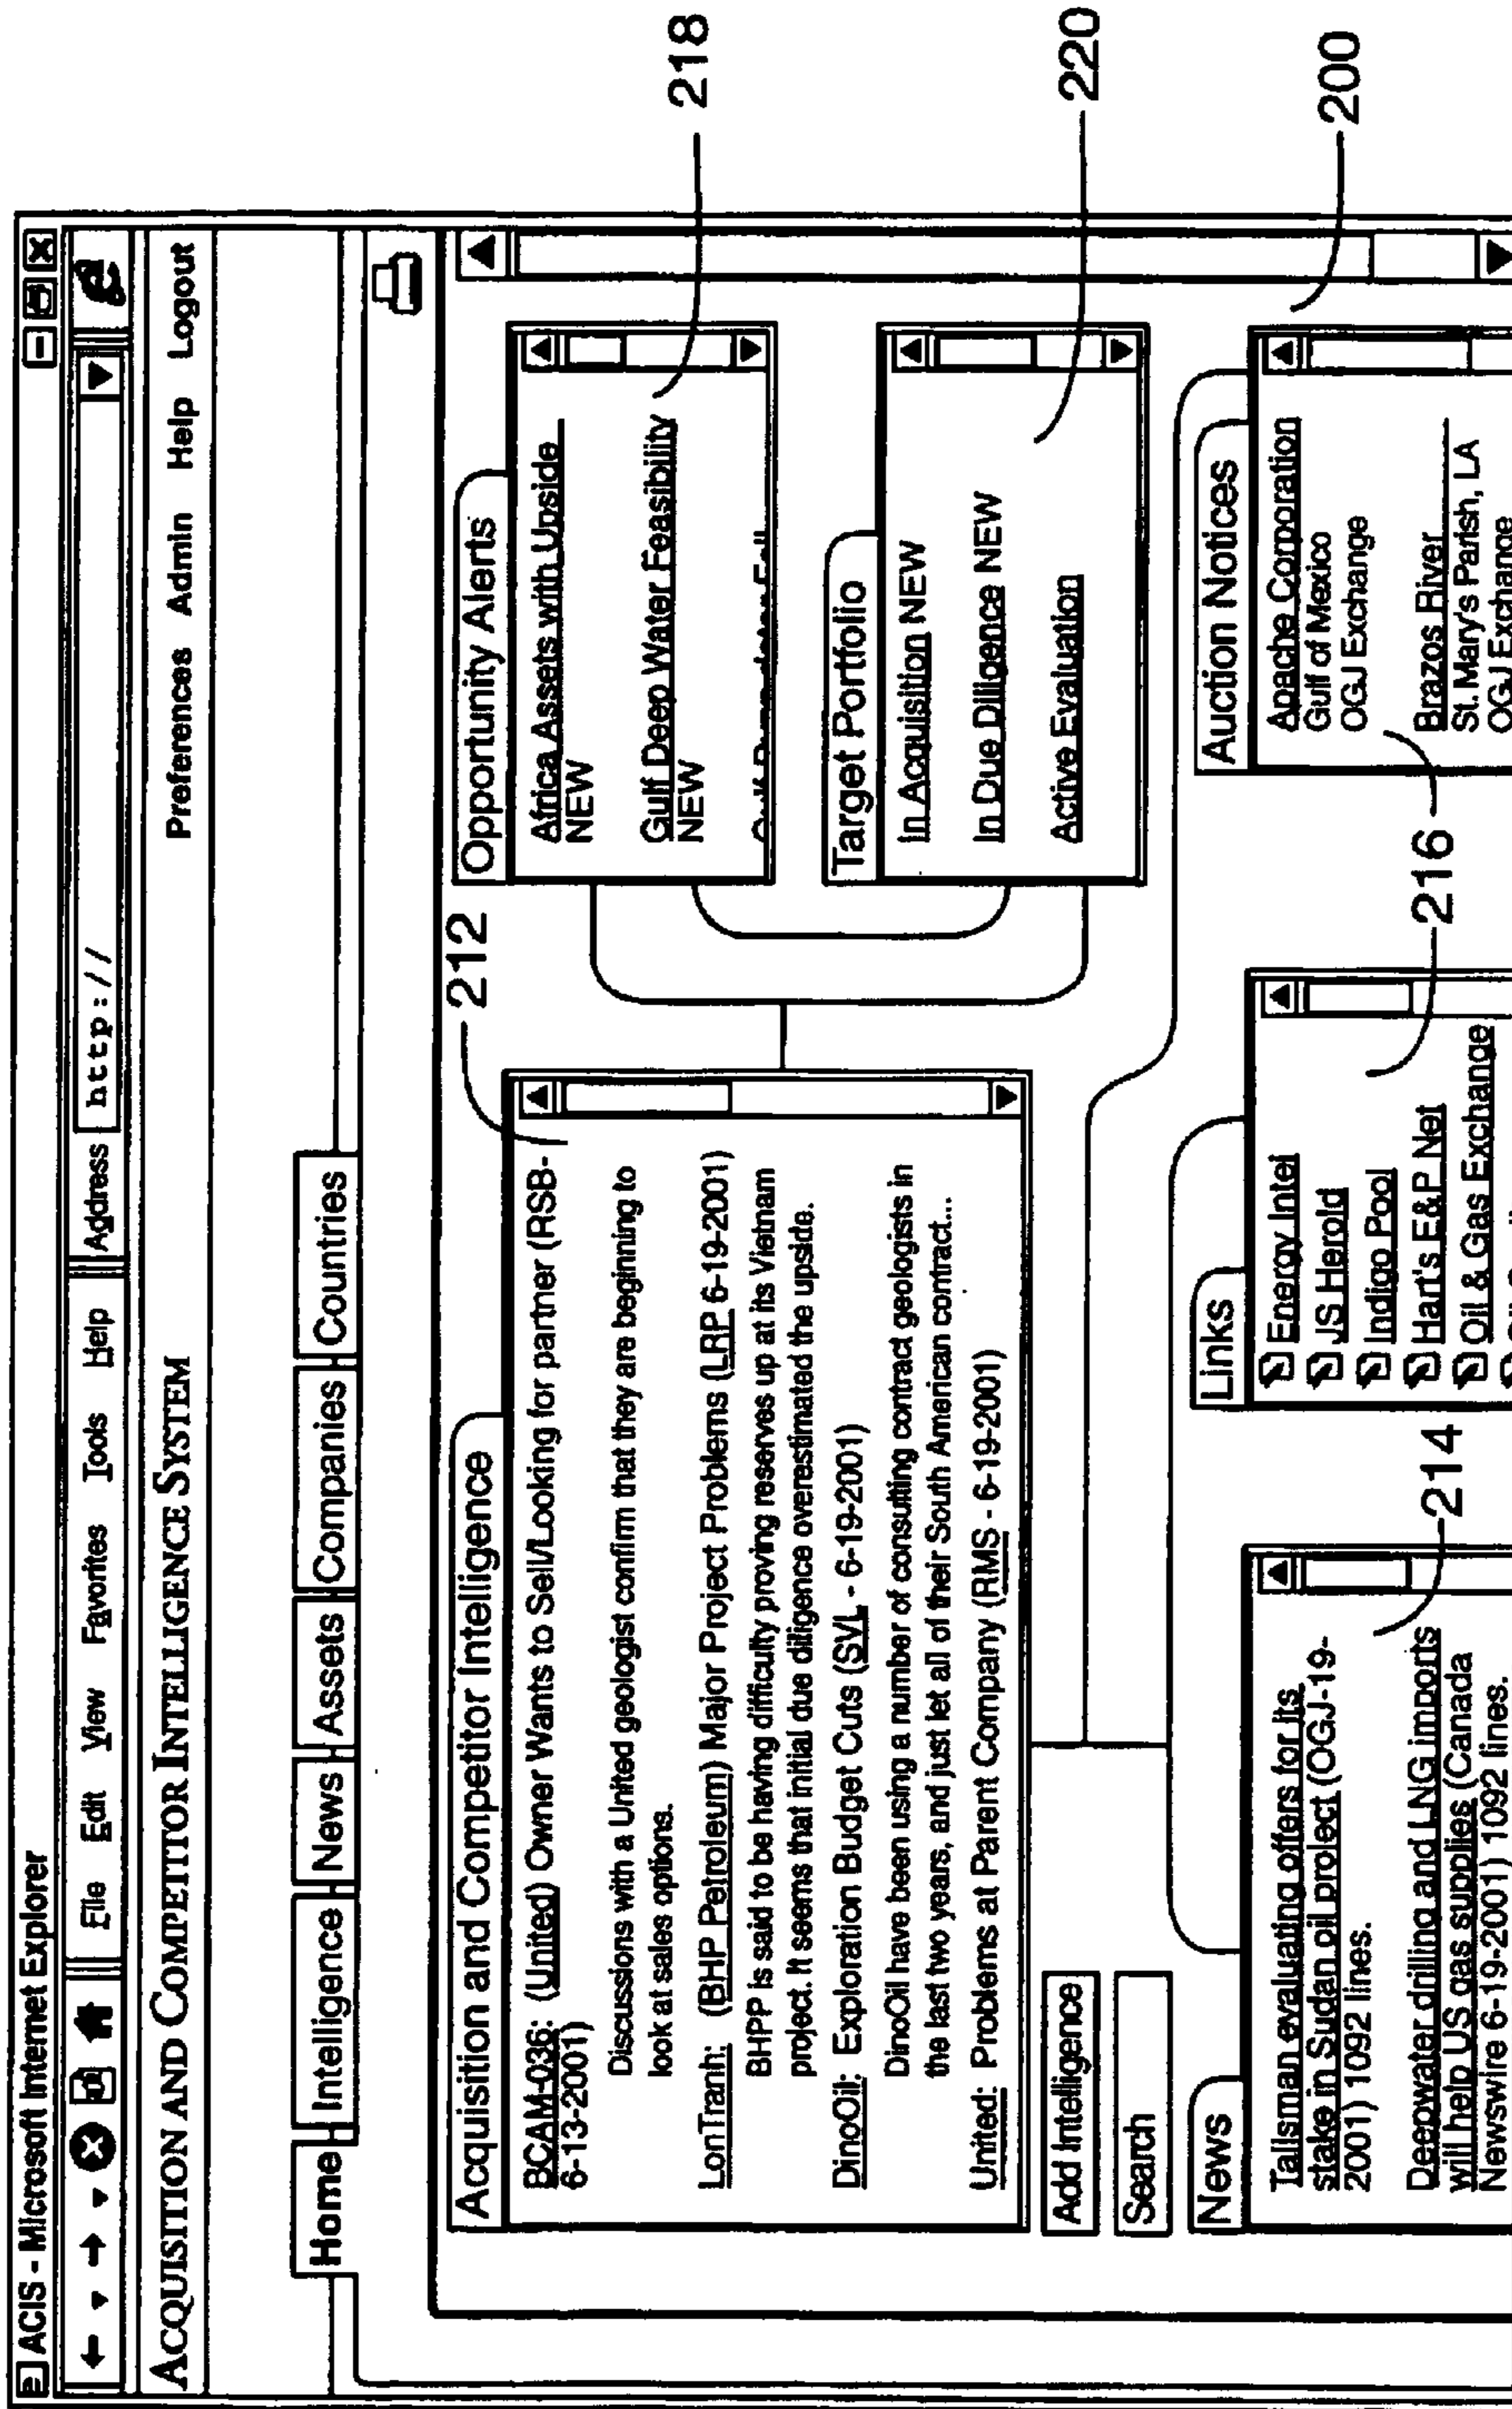 ACIS - Microsoft Internet Explorer
File Edit View Favorites Tools Help Address http://
ACQUISITION AND COMPETITOR INTELLIGENCE SYSTEM
Preferences Admin Help Logout
Home Intelligence News Assets Companies Countries
Acquisition and Competitor Intelligence
212
BCAM-036: (United) Owner Wants to Sell/Looking for partner (RSB-
6-13-2001)
Discussions with a United geologist confirm that they are beginning to
look at sales options.
LonTranh: (BHP Petroleum) Major Project Problems (LRP 6-19-2001)
BHPP is said to be having difficulty proving reserves up at its Vietnam
project. It seems that initial due diligence overestimated the upside.
DinoOil: Exploration Budget Cuts (SVL - 6-19-2001)
DinoOil have been using a number of consulting contract geologists in
the last two years, and just let all of their South American contract...
United: Problems at Parent Company (RMS - 6-19-2001)
Add Intelligence
Search
Opportunity Alerts
Africa Assets with Upside
NEW
Gulf Deep Water Feasibility
NEW
218
Target Portfolio
In Acquisition NEW
In Due Diligence NEW
Active Evaluation
220
News
Talisman evaluating offers for its
stake in Sudan oil project (OGJ-19-
2001) 1092 lines.
Deepwater drilling and LNG imports
will help US gas supplies (Canada
Newswire 6-19-2001) 1092 lines.
214
Links
Energy Intel
JS Herold
Indigo Pool
Hart's E&P Net
Oil & Gas Exchange
216
Auction Notices
Apache Corporation
Gulf of Mexico
OGJ Exchange
Brazos River
St. Mary's Parish, LA
OGJ Exchange
200